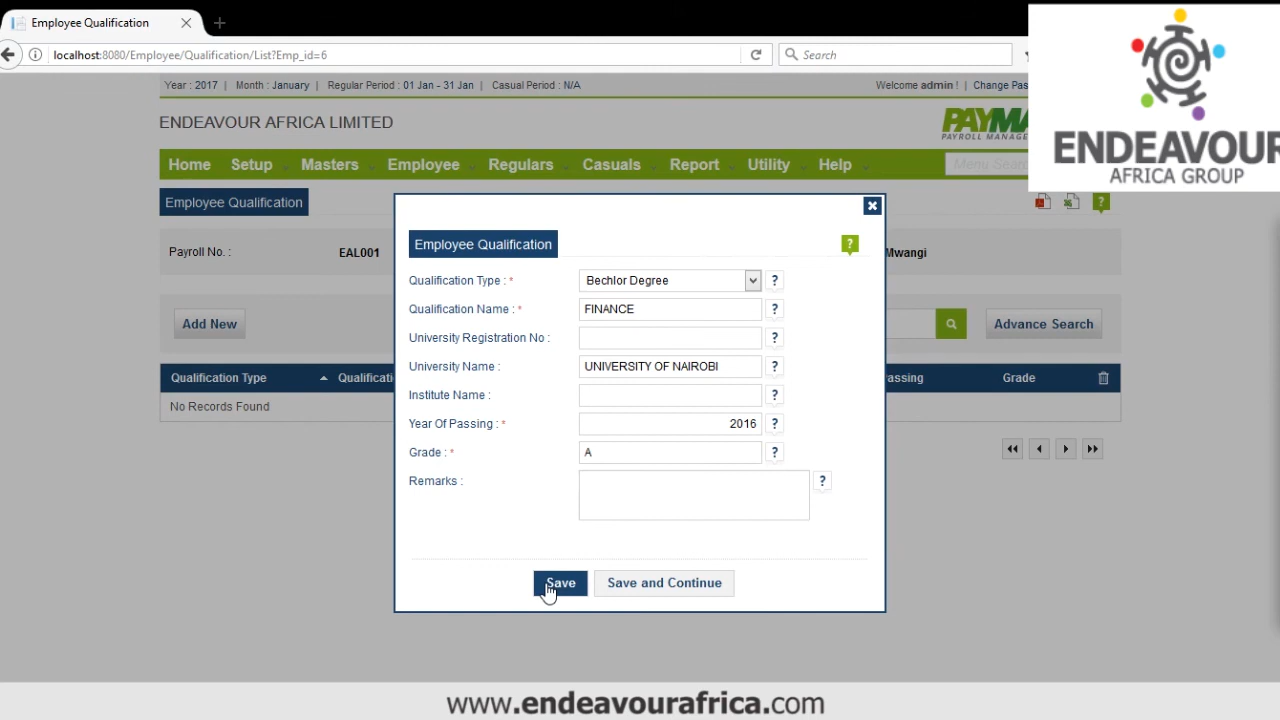 Employee Qualification
localhost:8080/Employee/Qualification/List?Emp_id=6
Search
Year : 2017 | Month : January | Regular Period : 01 Jan - 31 Jan | Casual Period : N/A
Welcome admin ! | Change Pas
ENDEAVOUR AFRICA LIMITED
PAYMA
PAYROLL MANAGE
ENDEAVOUR
AFRICA GROUP
Home Setup Masters Employee Regulars Casuals Report Utility Help
Menu Searc
Employee Qualification
Payroll No. : EAL001
Mwangi
Add New
Advance Search
Qualification Type Qualificati
assing Grade
No Records Found
Employee Qualification
Qualification Type : * Bechlor Degree
Qualification Name : * FINANCE
University Registration No :
University Name : UNIVERSITY OF NAIROBI
Institute Name :
Year Of Passing : * 2016
Grade : * A
Remarks :
Save Save and Continue
www.endeavourafrica.com